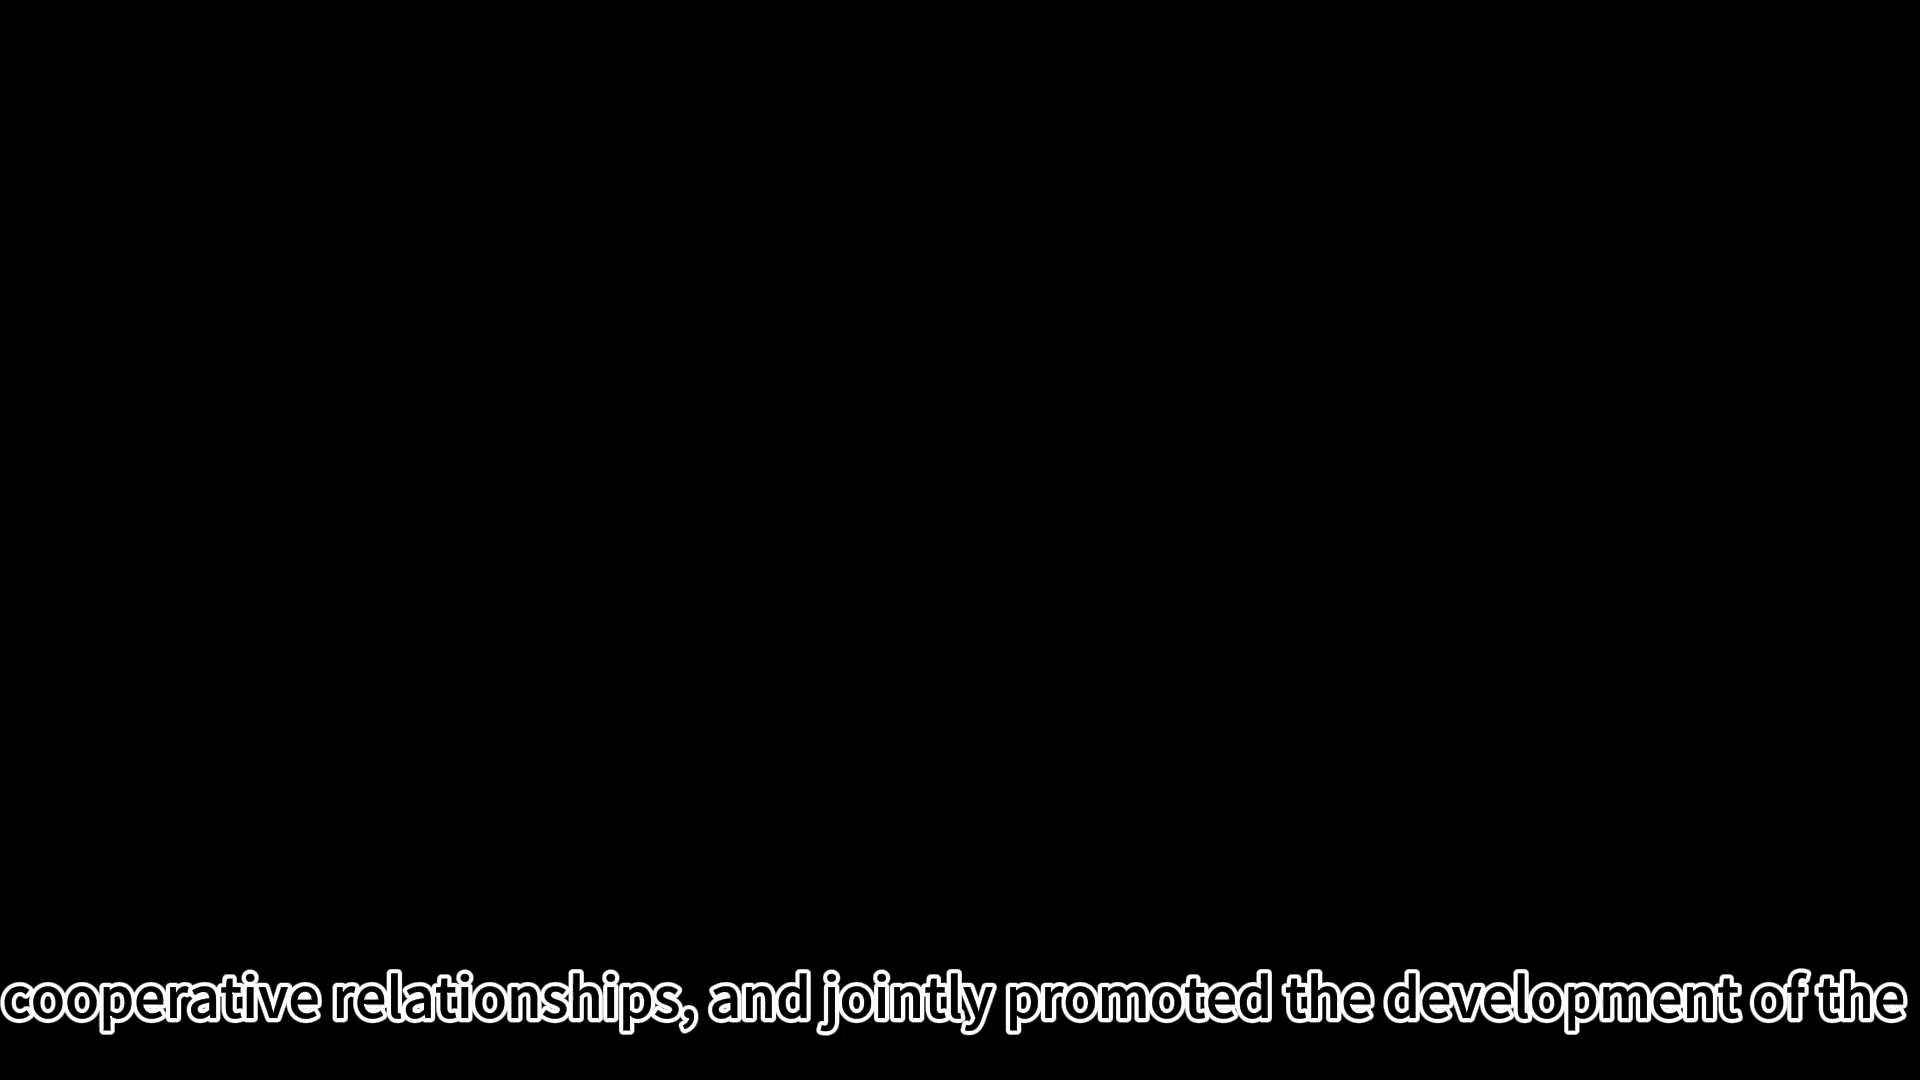 cooperative relationships, and jointly promoted the development of the